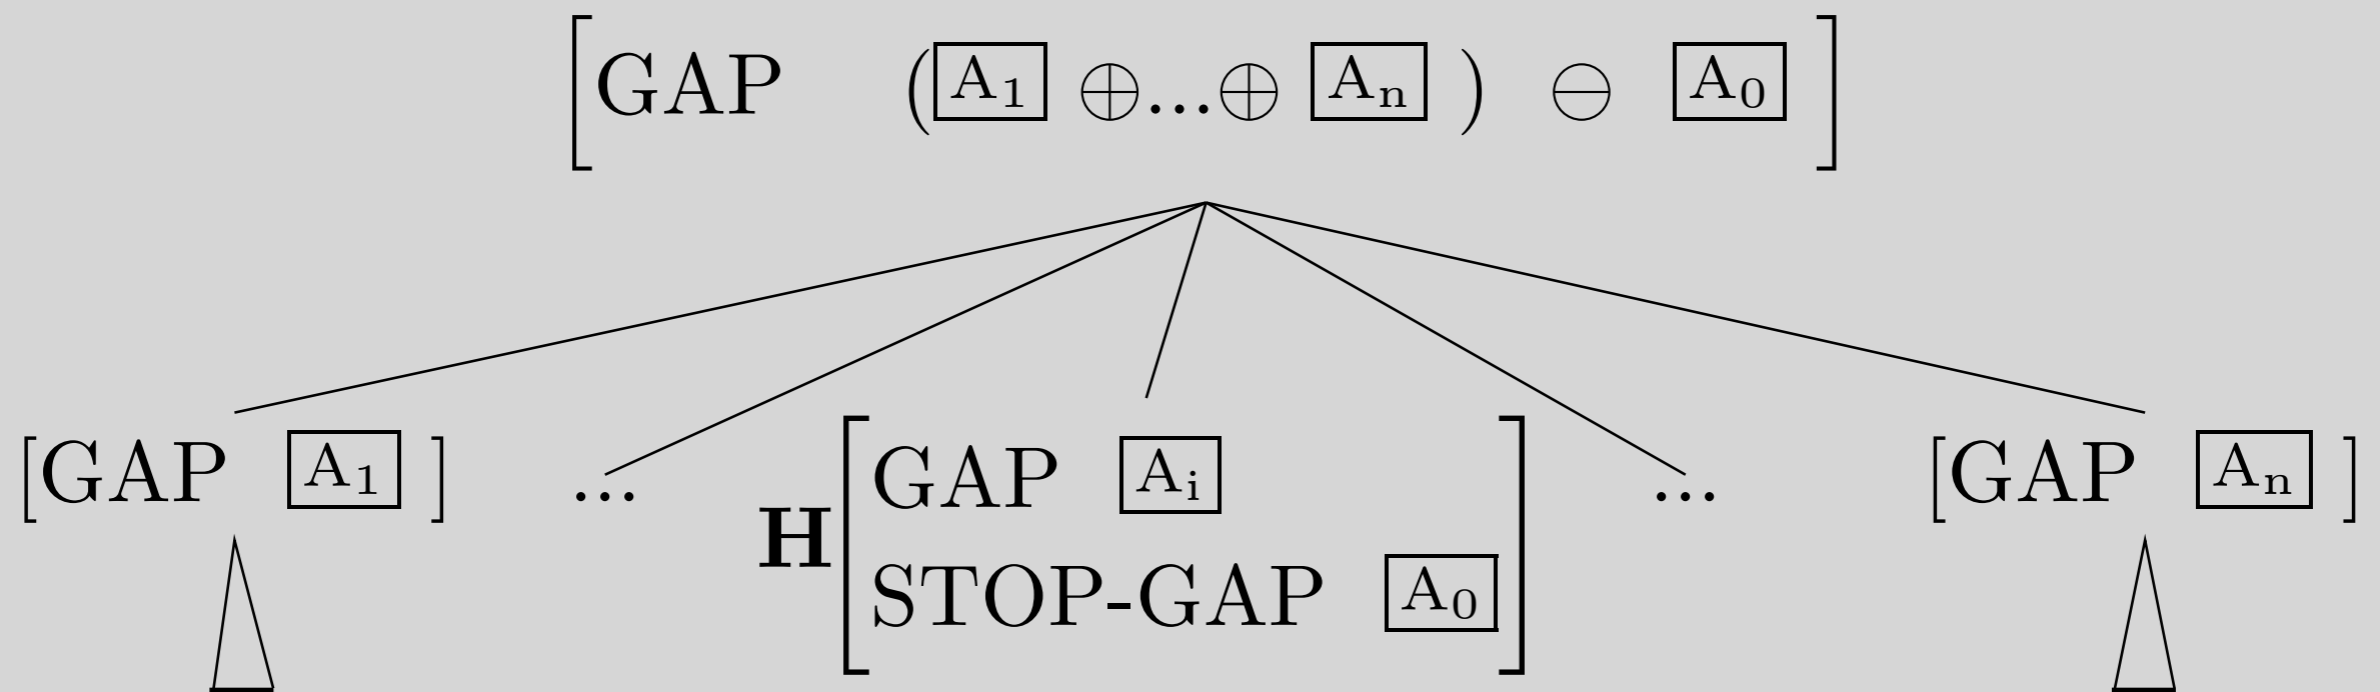 [GAP (A₁ ⊕...⊕ Aₙ) ⊖ A₀]
[GAP A₁] ... H[GAP Aᵢ ... [GAP Aₙ]
STOP-GAP A₀]